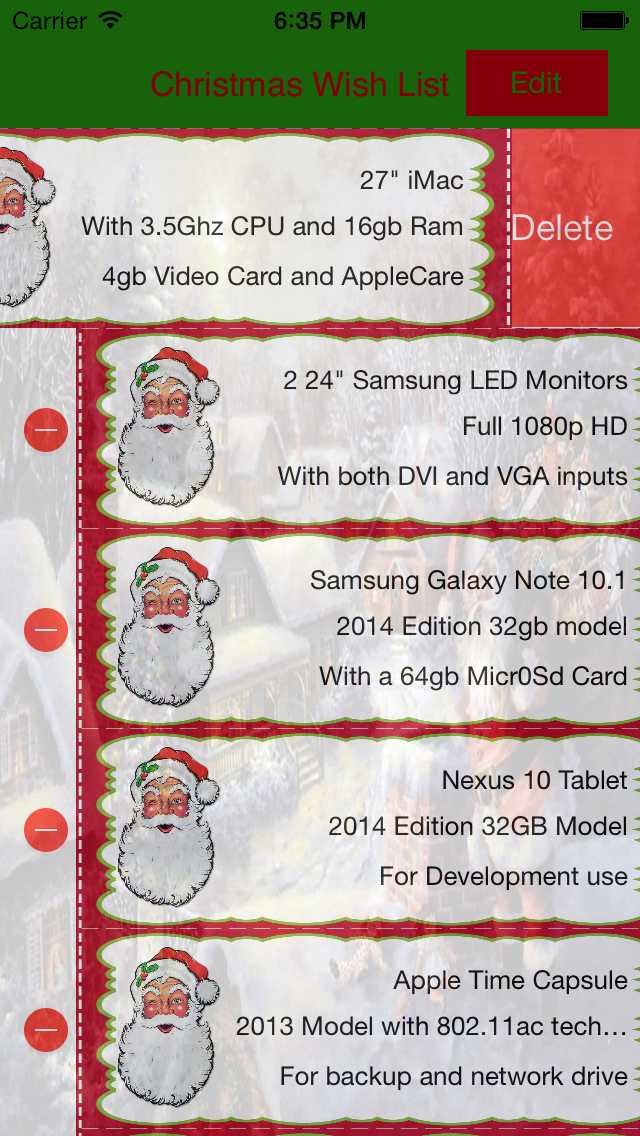 Carrier 6:35 PM
Christmas Wish List Edit
27" iMac
With 3.5Ghz CPU and 16gb Ram
4gb Video Card and AppleCare
Delete
2 24" Samsung LED Monitors
Full 1080p HD
With both DVI and VGA inputs
Samsung Galaxy Note 10.1
2014 Edition 32gb model
With a 64gb Micr0Sd Card
Nexus 10 Tablet
2014 Edition 32GB Model
For Development use
Apple Time Capsule
2013 Model with 802.11ac tech…
For backup and network drive